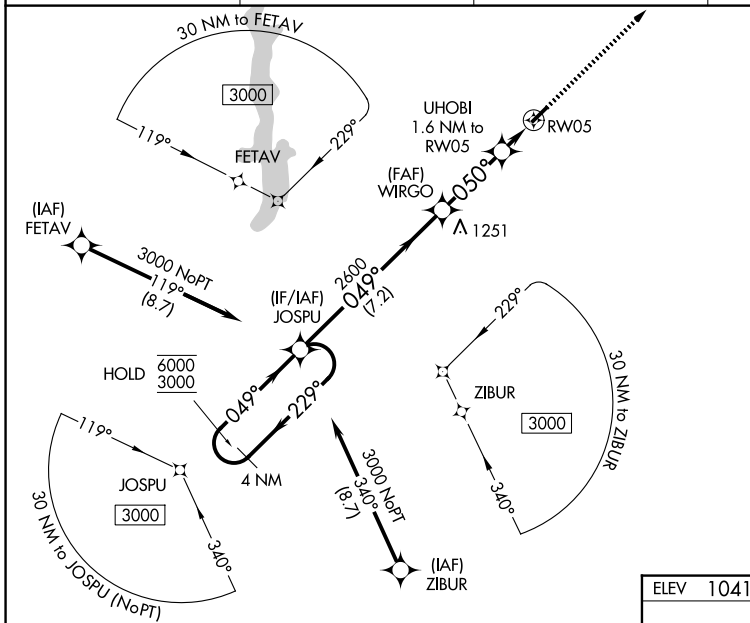 30 NM to FETAV
3000
119°
229°
FETAV
UHOBI
1.6 NM to
RW05
RW05
050°
(FAF)
WIRGO
1251
(IAF)
FETAV
3000 NoPT
119°
(8.7)
2600
049°
(7.2)
(IF/IAF)
JOSPU
HOLD
6000
3000
049°
229°
4 NM
229°
ZIBUR
3000
30 NM to ZIBUR
340°
119°
JOSPU
3000
340°
30 NM to JOSPU (NoPT)
3000 NoPT
340°
(8.7)
(IAF)
ZIBUR
ELEV 1041